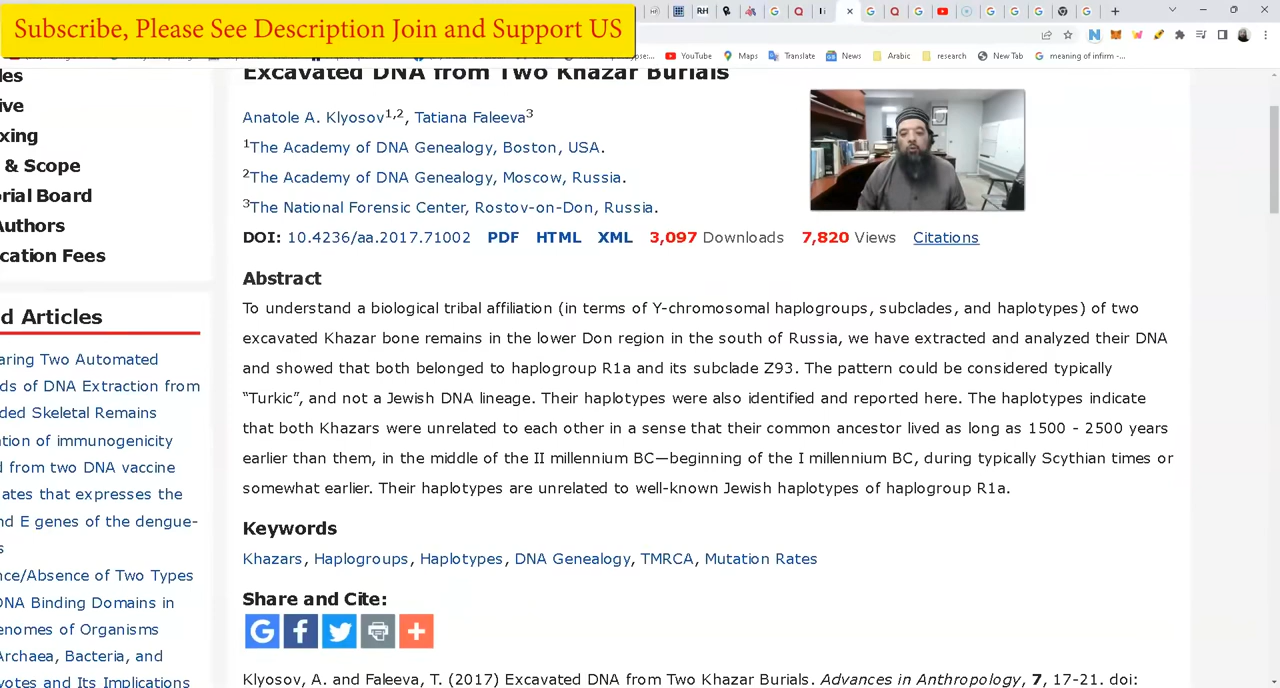 Subscribe, Please See Description Join and Support US
RH
YouTube
Maps
Translate
News
Arabic
research
New Tab
meaning of infirm -...
Excavated DNA from Two Khazar Burials
Anatole A. Klyosov1,2, Tatiana Faleeva3
1The Academy of DNA Genealogy, Boston, USA.
2The Academy of DNA Genealogy, Moscow, Russia.
3The National Forensic Center, Rostov-on-Don, Russia.
DOI: 10.4236/aa.2017.71002 PDF HTML XML 3,097 Downloads 7,820 Views Citations
Abstract
To understand a biological tribal affiliation (in terms of Y-chromosomal haplogroups, subclades, and haplotypes) of two
excavated Khazar bone remains in the lower Don region in the south of Russia, we have extracted and analyzed their DNA
and showed that both belonged to haplogroup R1a and its subclade Z93. The pattern could be considered typically
“Turkic”, and not a Jewish DNA lineage. Their haplotypes were also identified and reported here. The haplotypes indicate
that both Khazars were unrelated to each other in a sense that their common ancestor lived as long as 1500 - 2500 years
earlier than them, in the middle of the II millennium BC—beginning of the I millennium BC, during typically Scythian times or
somewhat earlier. Their haplotypes are unrelated to well-known Jewish haplotypes of haplogroup R1a.
Keywords
Khazars, Haplogroups, Haplotypes, DNA Genealogy, TMRCA, Mutation Rates
Share and Cite:
Klyosov, A. and Faleeva, T. (2017) Excavated DNA from Two Khazar Burials. Advances in Anthropology, 7, 17-21. doi:
les
ive
xing
& Scope
rial Board
Authors
cation Fees
d Articles
aring Two Automated
ds of DNA Extraction from
ded Skeletal Remains
tion of immunogenicity
d from two DNA vaccine
ates that expresses the
nd E genes of the dengue-
s
nce/Absence of Two Types
DNA Binding Domains in
enomes of Organisms
Archaea, Bacteria, and
yotes and Its Implications